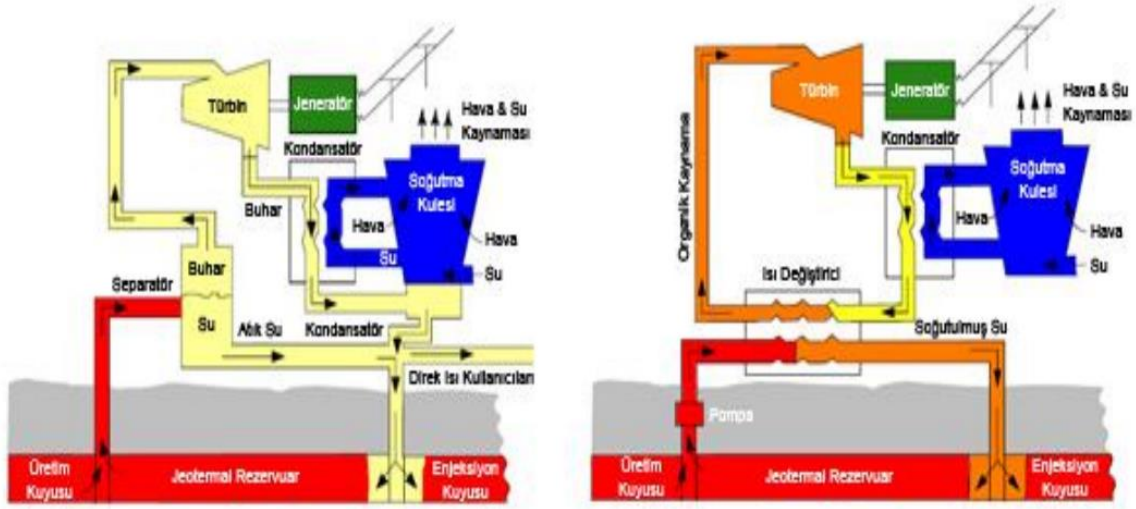 Türbin
Jeneratör
Hava & Su
Kaynaması
Kondansatör
Soğutma
Kulesi
Buhar
Hava
Hava
Su
Su
Buhar
Separatör
Su
Atık Su
Kondansatör
Direk Isı Kullanıcıları
Üretim
Kuyusu
Jeotermal Rezervuar
Enjeksiyon
Kuyusu
Türbin
Jeneratör
Hava & Su
Kaynaması
Kondansatör
Soğutma
Kulesi
Organik Kaynama
Hava
Hava
Su
Isı Değiştirici
Soğutulmuş Su
Pompa
Üretim
Kuyusu
Jeotermal Rezervuar
Enjeksiyon
Kuyusu